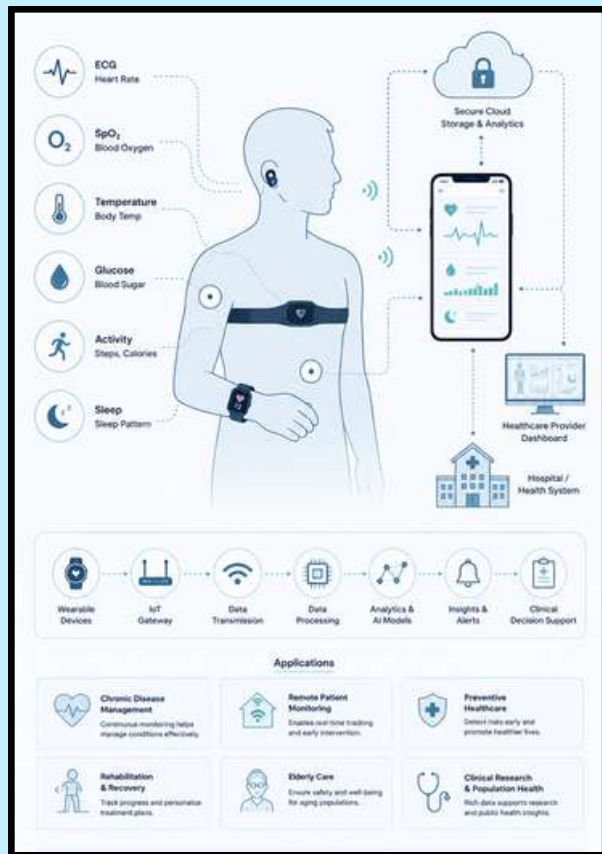 ECG
Heart Rate
O₂
SpO₂
Blood Oxygen
Temperature
Body Temp
Glucose
Blood Sugar
Activity
Steps, Calories
Sleep
Sleep Pattern
Secure Cloud
Storage & Analytics
Healthcare Provider
Dashboard
Hospital /
Health System
Wearable
Devices
IoT
Gateway
Data
Transmission
Data
Processing
Analytics &
AI Models
Insights &
Alerts
Clinical
Decision Support
Applications
Chronic Disease
Management
Continuous monitoring helps
manage conditions effectively.
Remote Patient
Monitoring
Enables real-time tracking
and early intervention.
Preventive
Healthcare
Detect risks early and
promote healthier lives.
Rehabilitation
& Recovery
Track progress and personalise
treatment plans.
Elderly Care
Ensure safety and well-being
for aging populations.
Clinical Research
& Population Health
Rich data supports research
and public health insights.